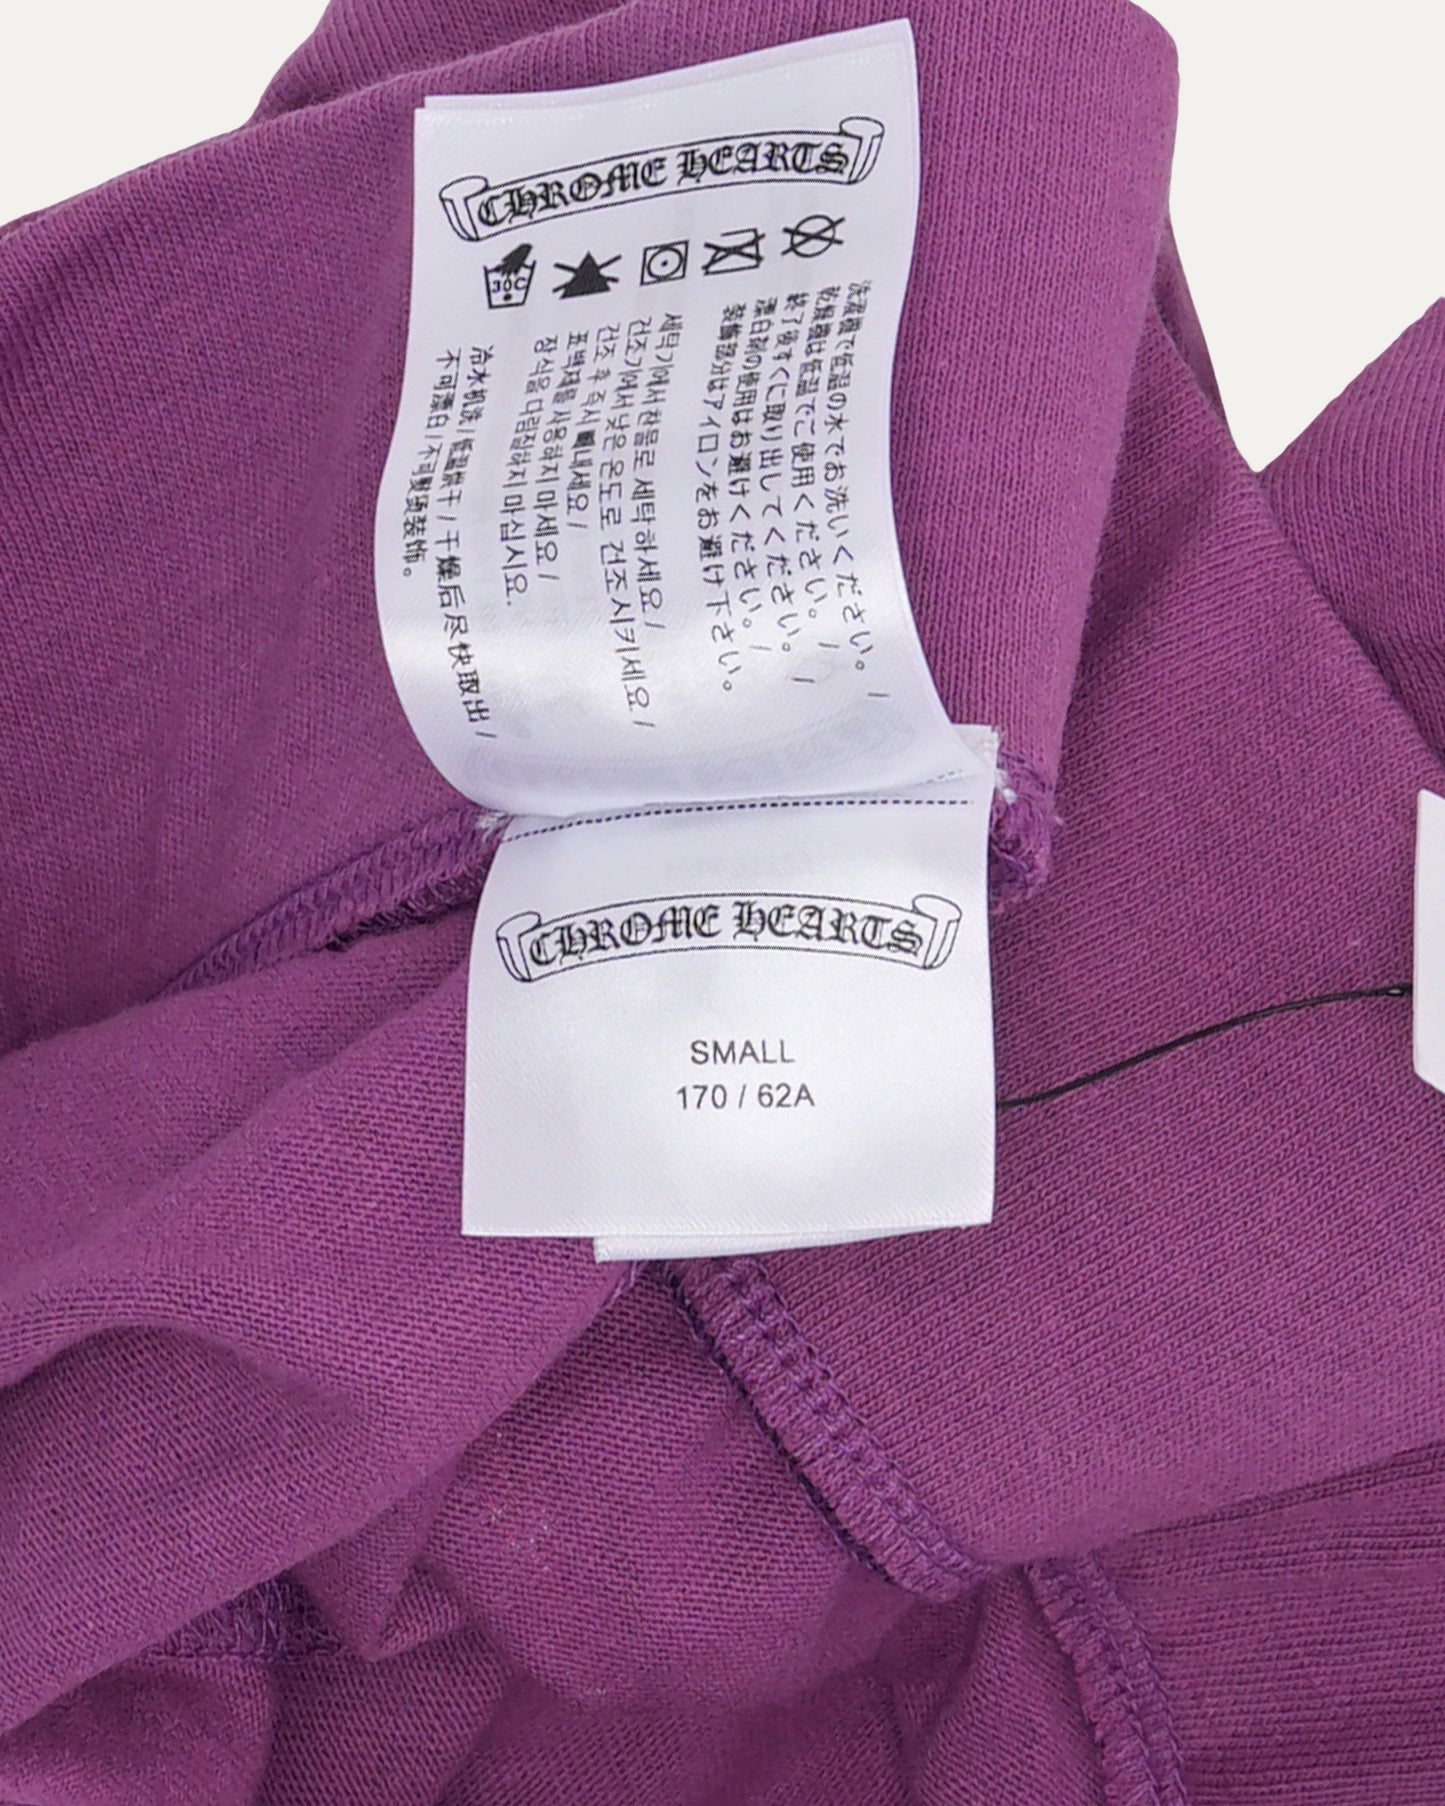 CHROME HEARTS
30C
洗濯機で低温の水でお洗いください。 /
乾燥機は低温でご使用ください。 /
終了後すぐに取り出してください。 /
漂白剤の使用はお避けください。 /
装飾部分はアイロンをお避け下さい。
세탁기에서 찬물로 세탁하세요 /
건조기에서 낮은 온도로 건조시키세요 /
건조 후 즉시 꺼내세요 /
표백제를 사용하지 마세요 /
장식을 다림질하지 마십시오.
冷水机洗 / 低温烘干 / 干燥后尽快取出 /
不可漂白 / 不可熨烫装饰。
CHROME HEARTS
SMALL
170 / 62A